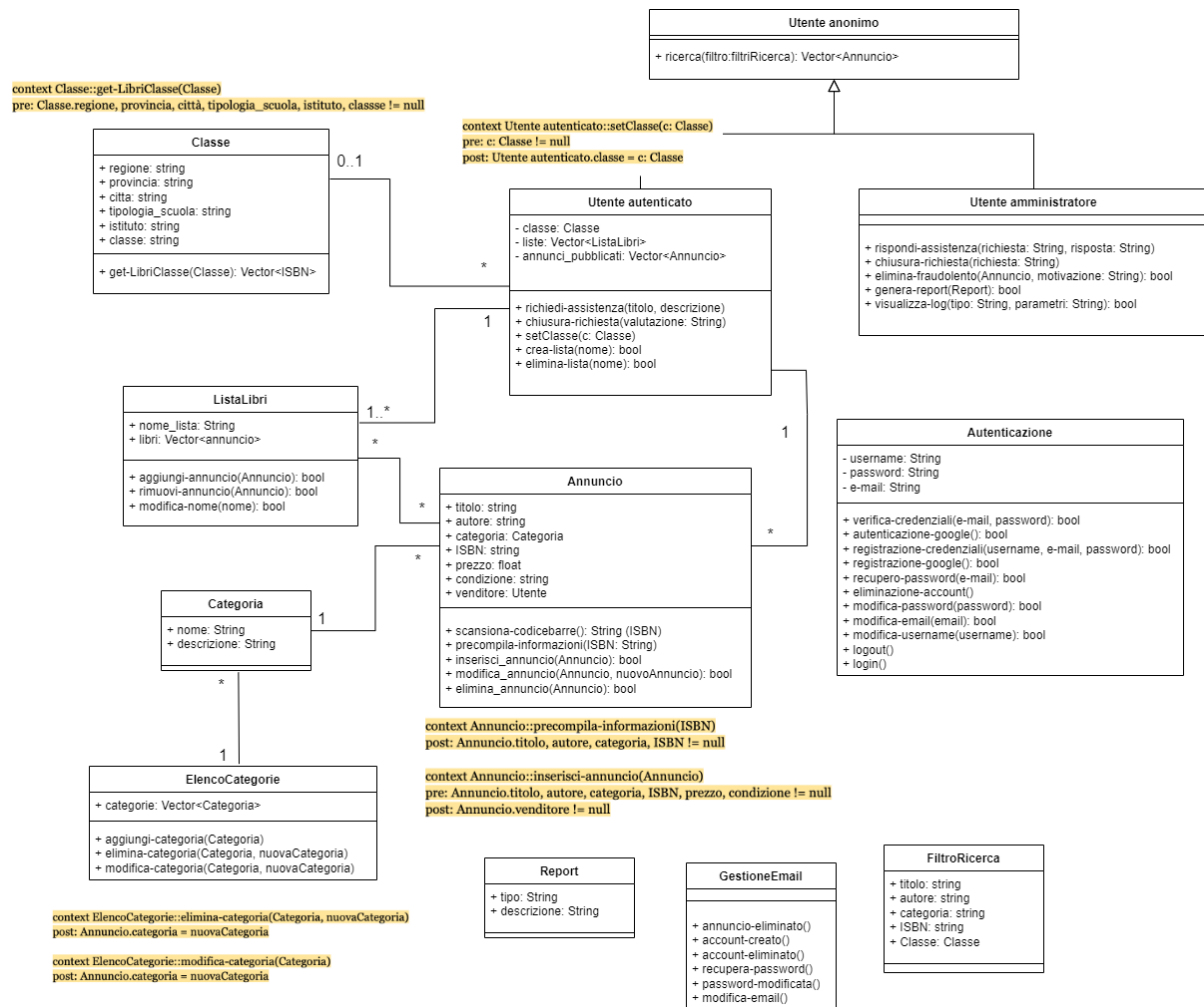 Utente anonimo
+ ricerca(filtro:filtriRicerca): Vector<Annuncio>
context Classe::get-LibriClasse(Classe)
pre: Classe.regione, provincia, città, tipologia_scuola, istituto, classse != null
context Utente autenticato::setClasse(c: Classe)
pre: c: Classe != null
post: Utente autenticato.classe = c: Classe
Classe
+ regione: string
+ provincia: string
+ citta: string
+ tipologia_scuola: string
+ istituto: string
+ classe: string
+ get-LibriClasse(Classe): Vector<ISBN>
0..1
*
Utente autenticato
- classe: Classe
- liste: Vector<ListaLibri>
- annunci_pubblicati: Vector<Annuncio>
+ richiedi-assistenza(titolo, descrizione)
+ chiusura-richiesta(valutazione: String)
+ setClasse(c: Classe)
+ crea-lista(nome): bool
+ elimina-lista(nome): bool
Utente amministratore
+ rispondi-assistenza(richiesta: String, risposta: String)
+ chiusura-richiesta(richiesta: String)
+ elimina-fraudolento(Annuncio, motivazione: String): bool
+ genera-report(Report): bool
+ visualizza-log(tipo: String, parametri: String): bool
1
1..*
ListaLibri
+ nome_lista: String
+ libri: Vector<annuncio>
+ aggiungi-annuncio(Annuncio): bool
+ rimuovi-annuncio(Annuncio): bool
+ modifica-nome(nome): bool
*
*
1
*
Annuncio
+ titolo: string
+ autore: string
+ categoria: Categoria
+ ISBN: string
+ prezzo: float
+ condizione: string
+ venditore: Utente
+ scansiona-codicebarre(): String (ISBN)
+ precompila-informazioni(ISBN: String)
+ inserisci_annuncio(Annuncio): bool
+ modifica_annuncio(Annuncio, nuovoAnnuncio): bool
+ elimina_annuncio(Annuncio): bool
Autenticazione
- username: String
- password: String
- e-mail: String
+ verifica-credenziali(e-mail, password): bool
+ autenticazione-google(): bool
+ registrazione-credenziali(username, e-mail, password): bool
+ registrazione-google(): bool
+ recupero-password(e-mail): bool
+ eliminazione-account()
+ modifica-password(password): bool
+ modifica-email(email): bool
+ modifica-username(username): bool
+ logout()
+ login()
*
1
Categoria
+ nome: String
+ descrizione: String
*
1
context Annuncio::precompila-informazioni(ISBN)
post: Annuncio.titolo, autore, categoria, ISBN != null
context Annuncio::inserisci-annuncio(Annuncio)
pre: Annuncio.titolo, autore, categoria, ISBN, prezzo, condizione != null
post: Annuncio.venditore != null
ElencoCategorie
+ categorie: Vector<Categoria>
+ aggiungi-categoria(Categoria)
+ elimina-categoria(Categoria, nuovaCategoria)
+ modifica-categoria(Categoria, nuovaCategoria)
context ElencoCategorie::elimina-categoria(Categoria, nuovaCategoria)
post: Annuncio.categoria = nuovaCategoria
context ElencoCategorie::modifica-categoria(Categoria)
post: Annuncio.categoria = nuovaCategoria
Report
+ tipo: String
+ descrizione: String
GestioneEmail
+ annuncio-eliminato()
+ account-creato()
+ account-eliminato()
+ recupera-password()
+ password-modificata()
+ modifica-email()
FiltroRicerca
+ titolo: string
+ autore: string
+ categoria: string
+ ISBN: string
+ Classe: Classe